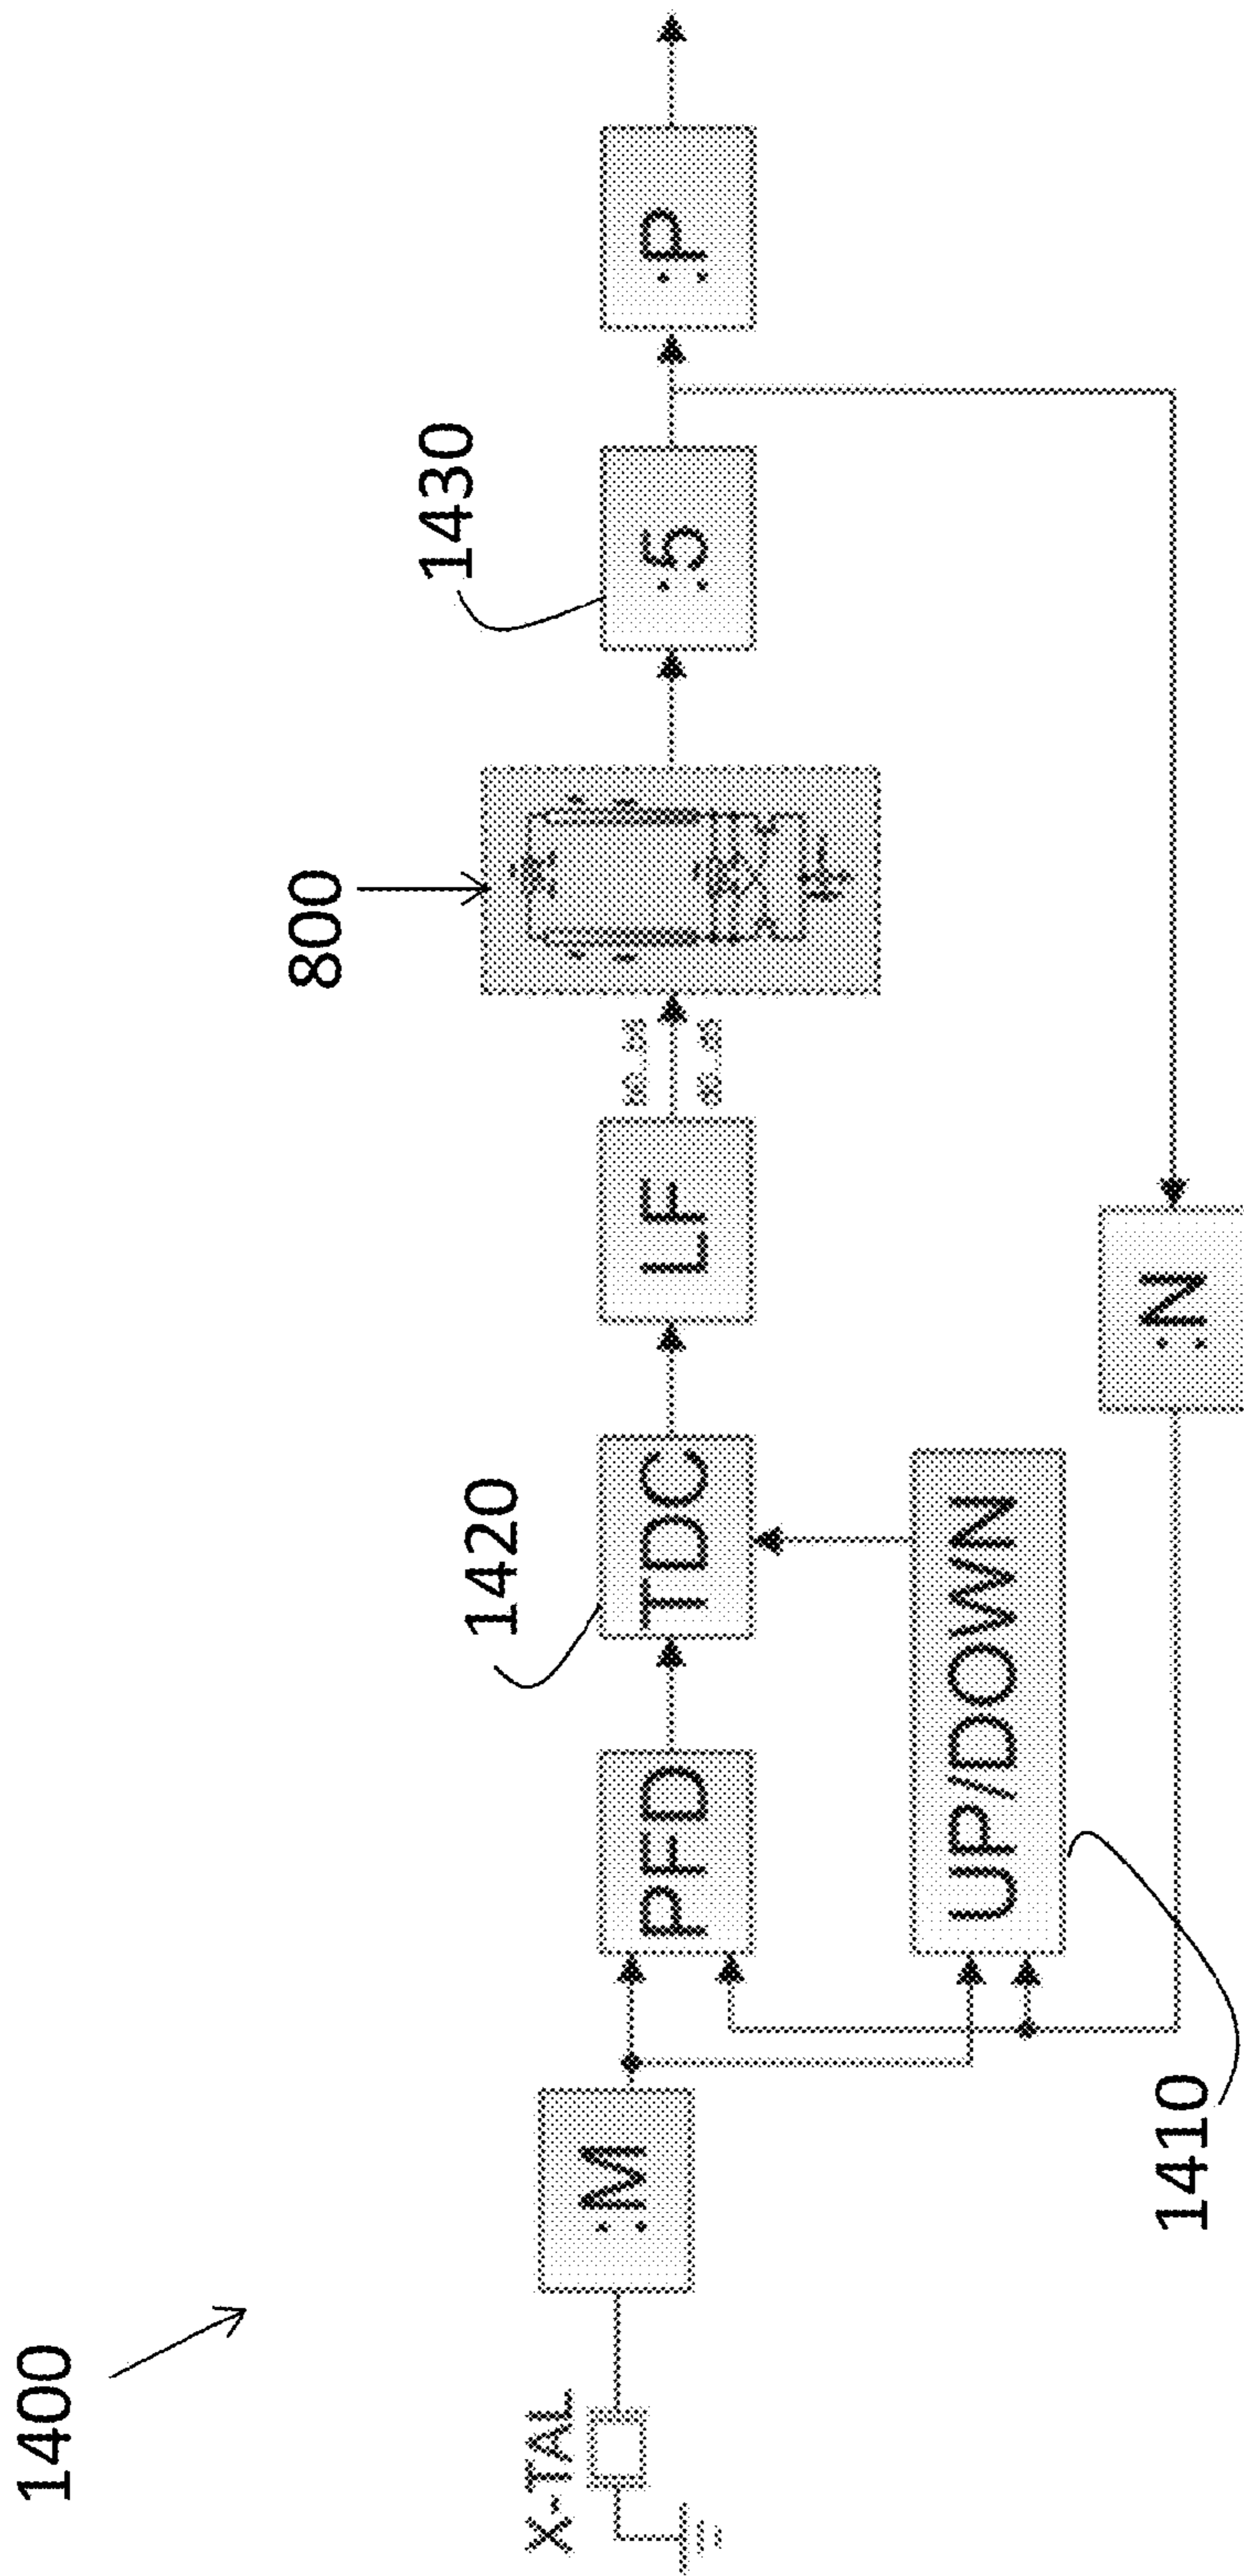 1400
X-TAL
:M
PFD
TDC
1420
LF
800
:5
1430
:P
UP/DOWN
1410
:N